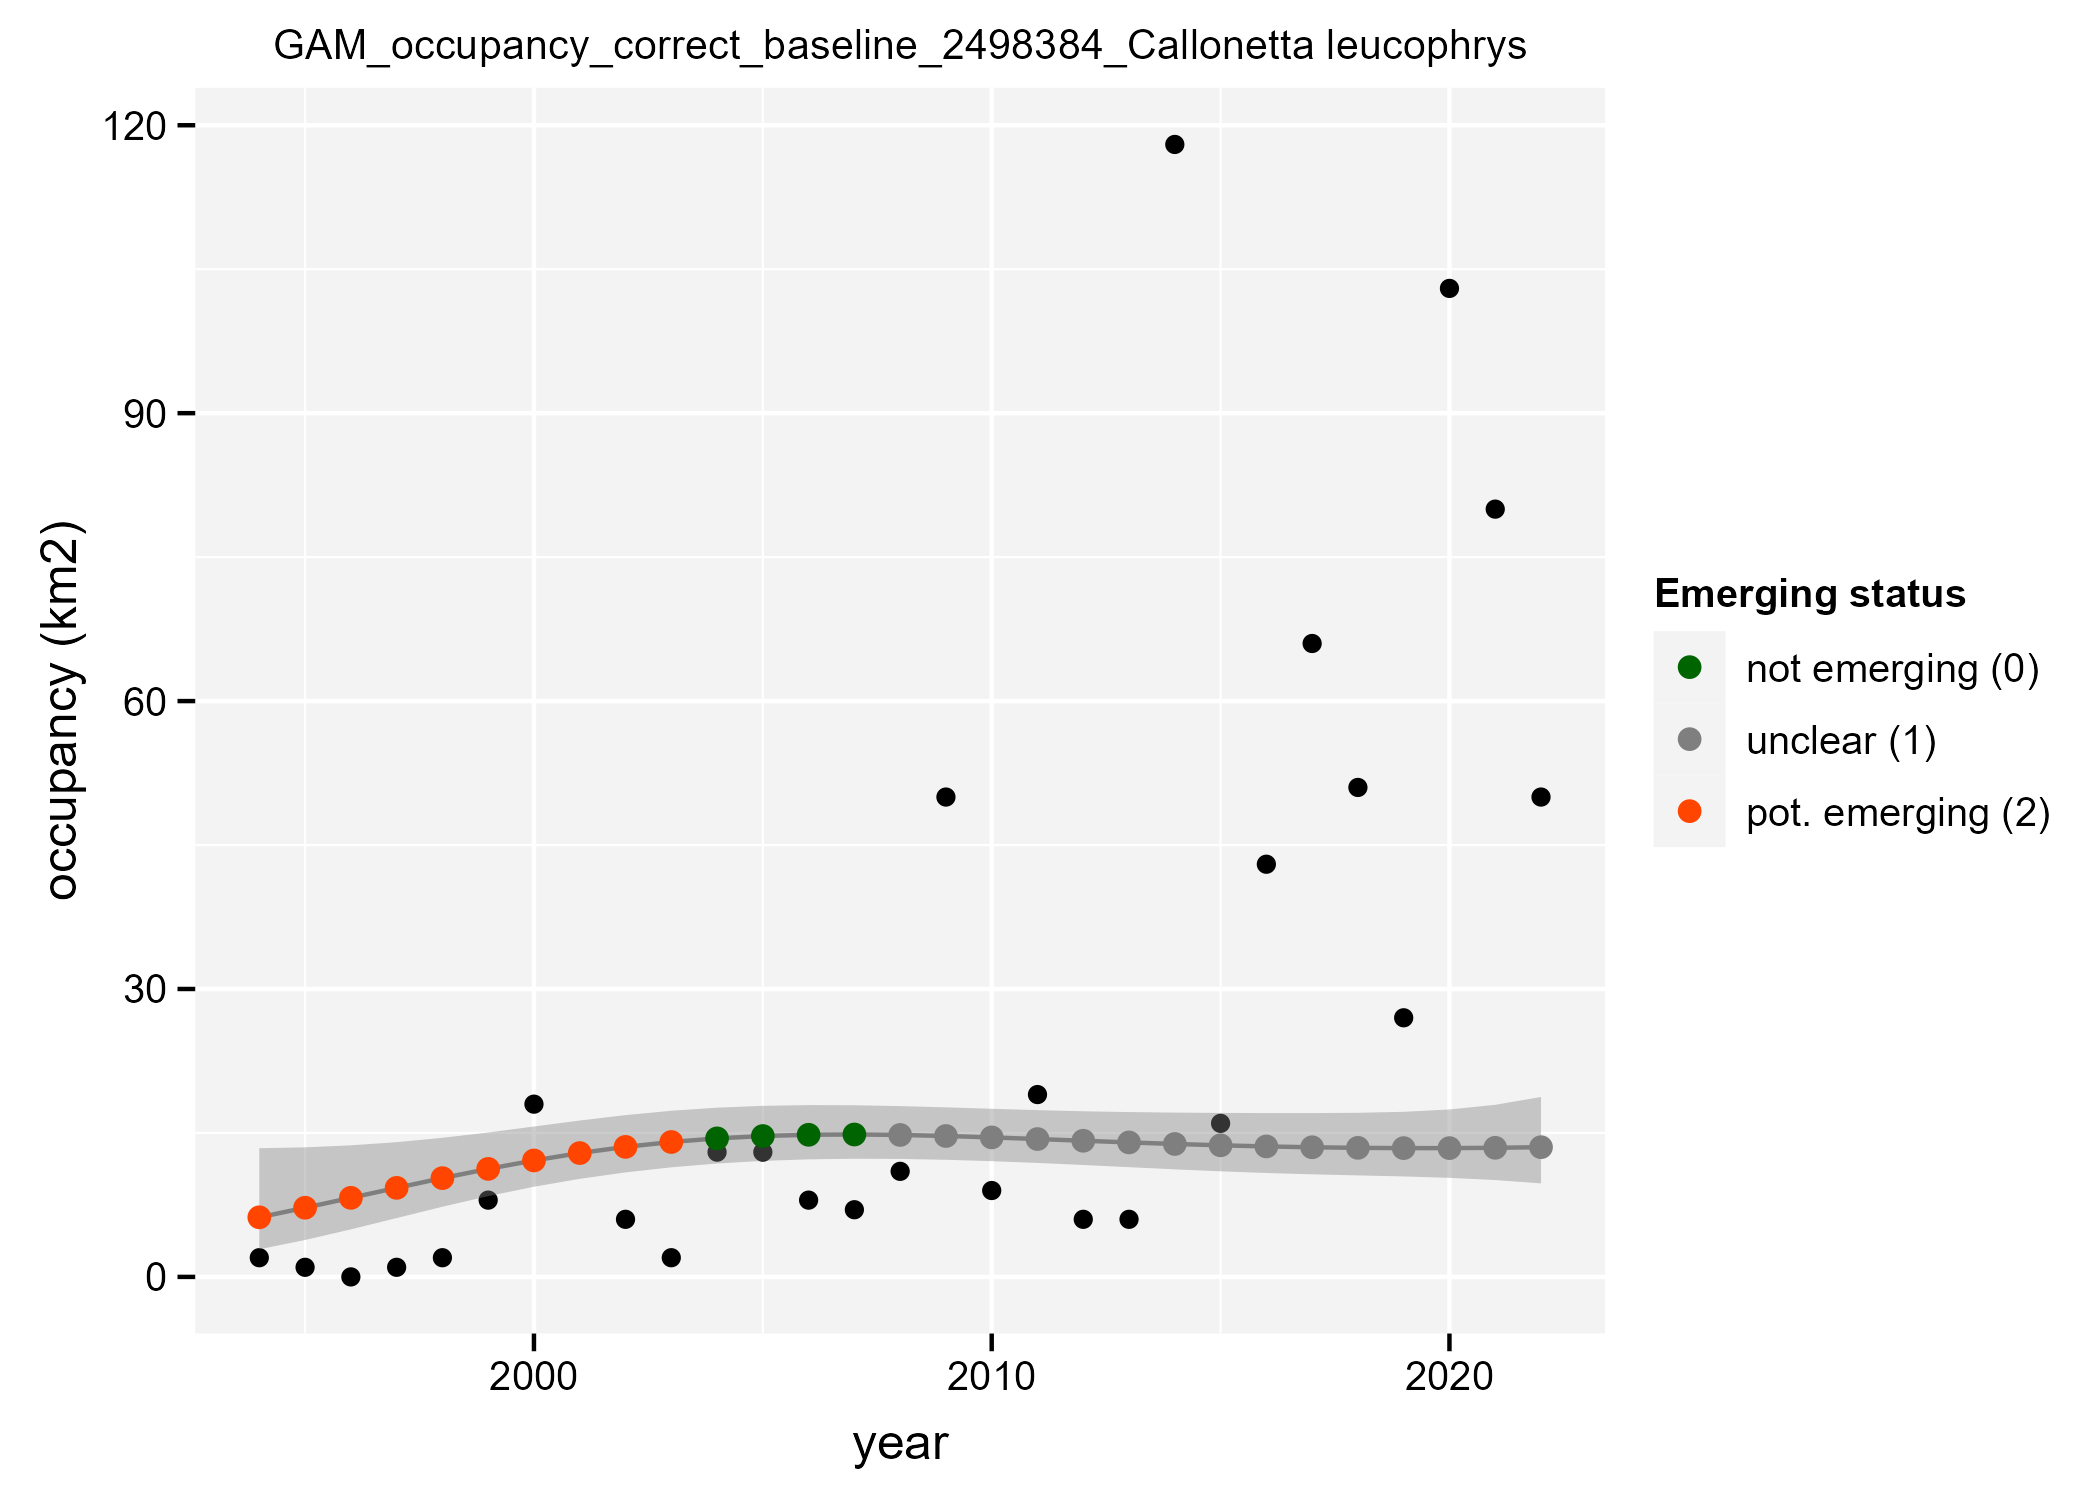 GAM_occupancy_correct_baseline_2498384_Callonetta leucophrys
120
90
60
30
0
occupancy (km2)
2000
2010
2020
year
Emerging status
not emerging (0)
unclear (1)
pot. emerging (2)